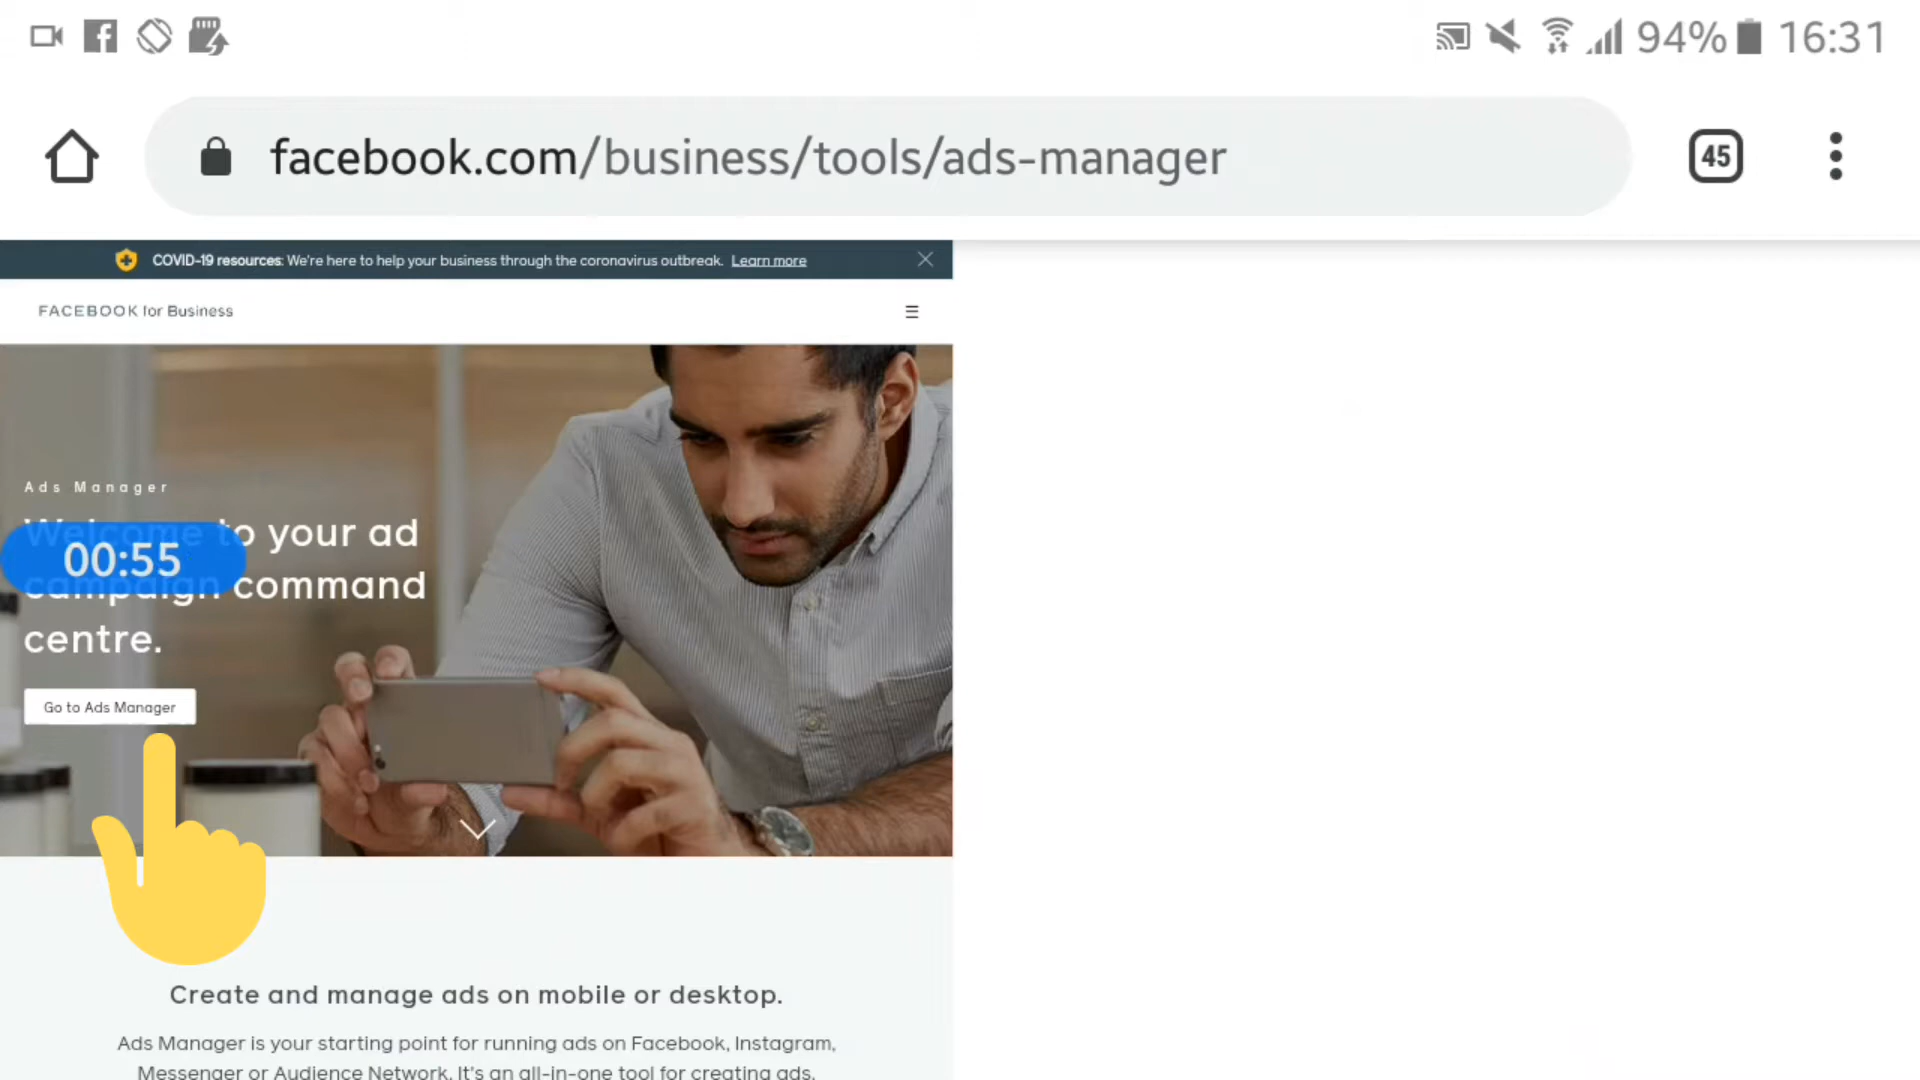 94% 16:31
facebook.com/business/tools/ads-manager
45
COVID-19 resources: We're here to help your business through the coronavirus outbreak. Learn more
FACEBOOK for Business
Ads Manager
Welcome to your ad
00:55
campaign command
centre.
Go to Ads Manager
Create and manage ads on mobile or desktop.
Ads Manager is your starting point for running ads on Facebook, Instagram,
Messenger or Audience Network. It's an all-in-one tool for creating ads,